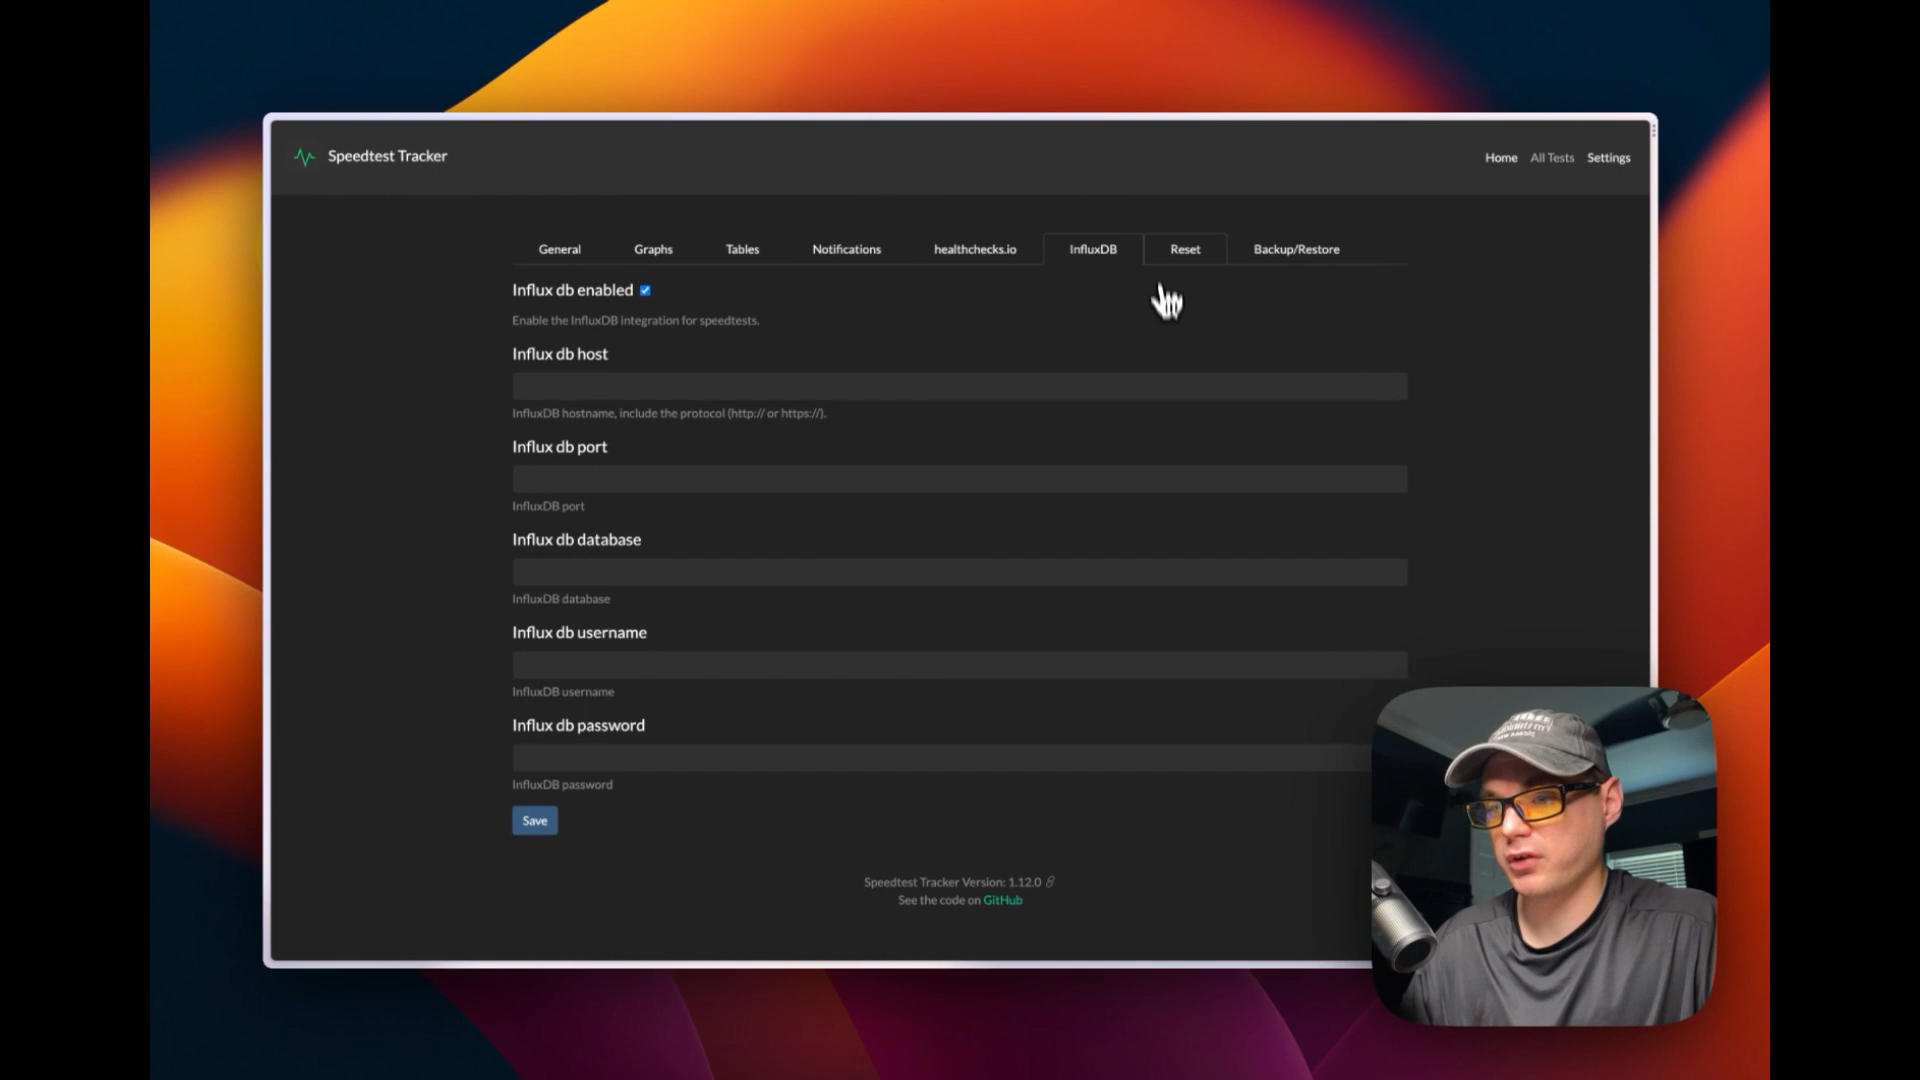 Speedtest Tracker
Home All Tests Settings
General Graphs Tables Notifications healthchecks.io InfluxDB Reset Backup/Restore
Influx db enabled
Enable the InfluxDB integration for speedtests.
Influx db host
InfluxDB hostname, include the protocol (http:// or https://).
Influx db port
InfluxDB port
Influx db database
InfluxDB database
Influx db username
InfluxDB username
Influx db password
InfluxDB password
Save
Speedtest Tracker Version: 1.12.0
See the code on GitHub